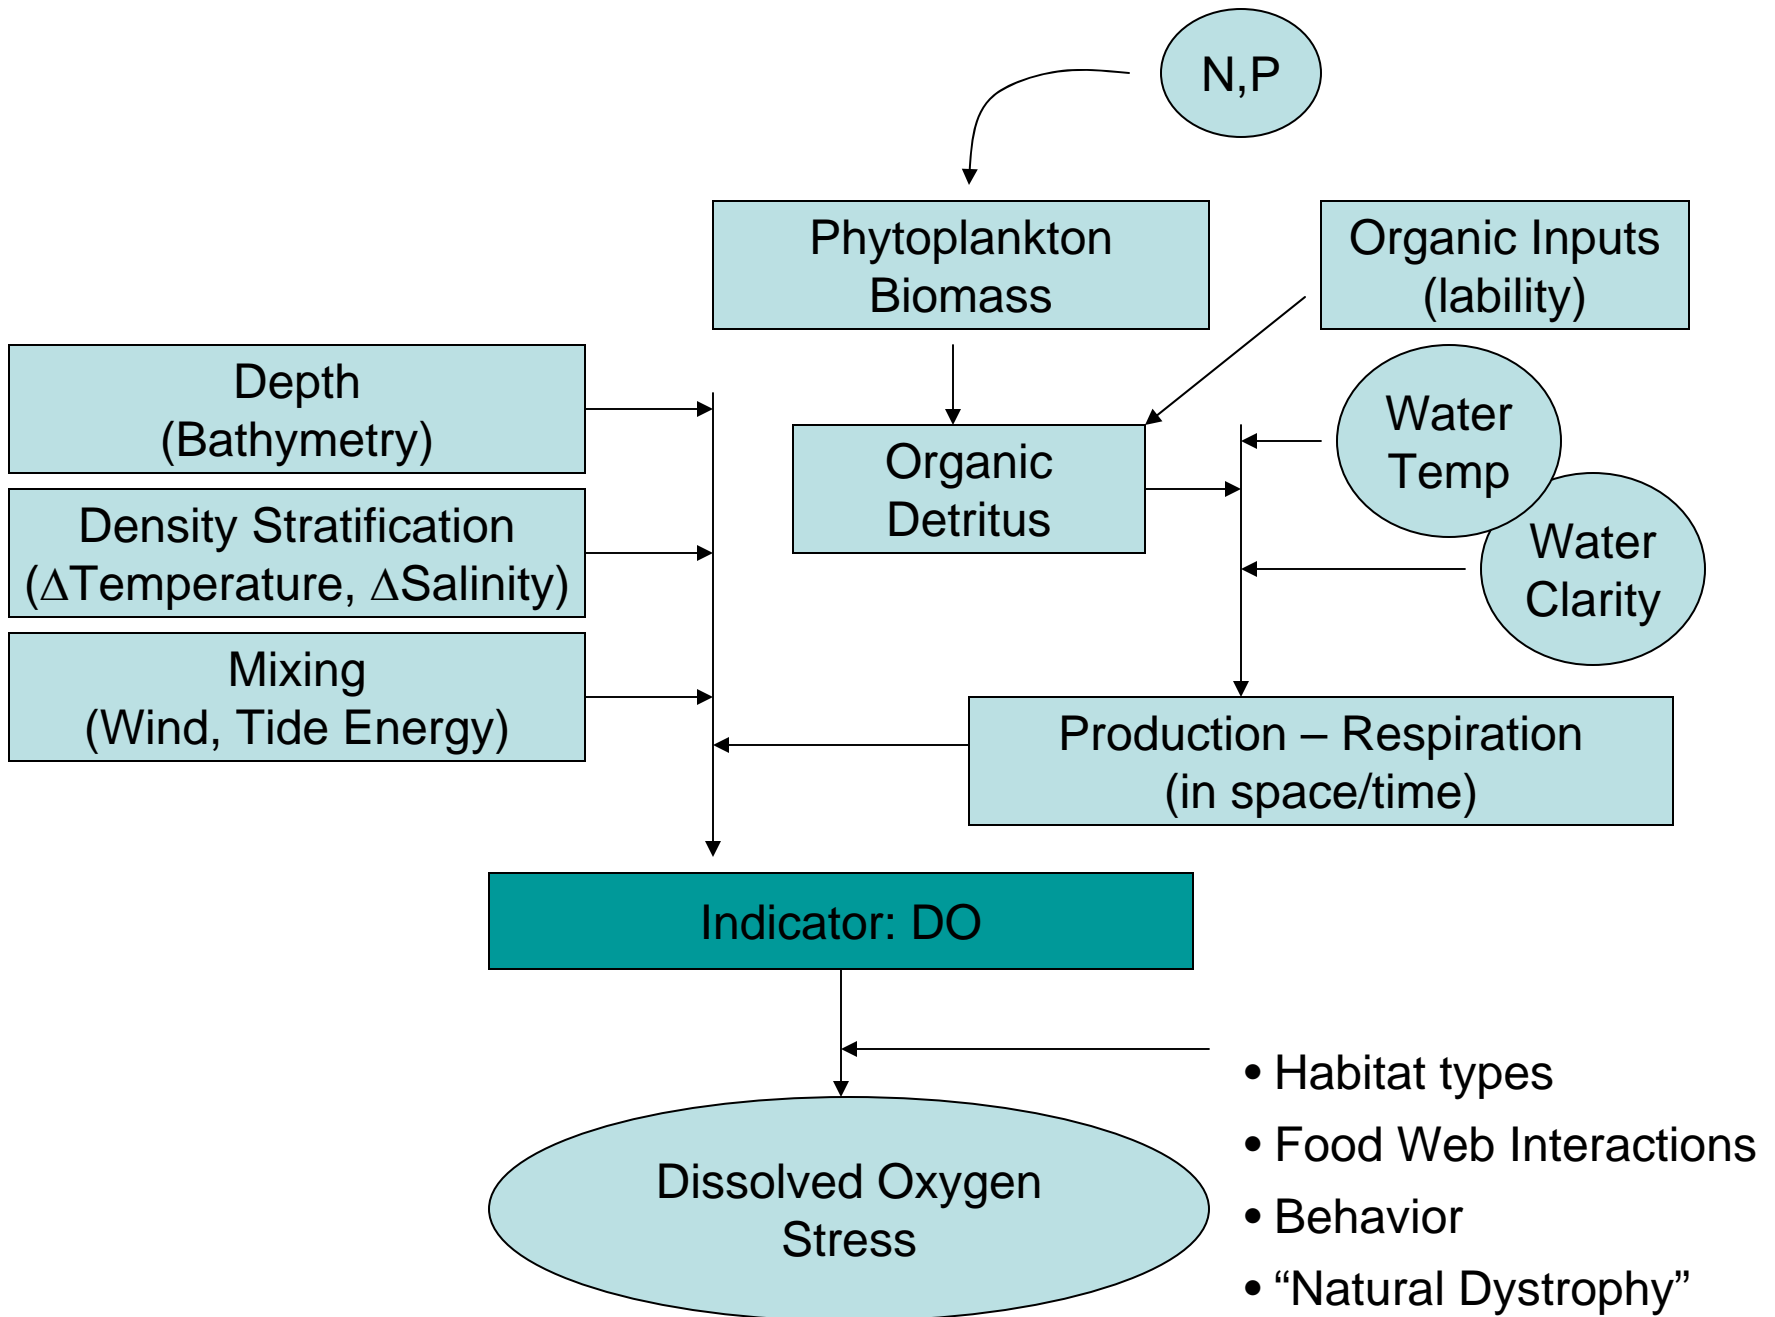 N,P
Phytoplankton
Biomass
Organic Inputs
(lability)
Depth
(Bathymetry)
Organic
Detritus
Water
Temp
Density Stratification
(ΔTemperature, ΔSalinity)
Water
Clarity
Mixing
(Wind, Tide Energy)
Production – Respiration
(in space/time)
Indicator: DO
Dissolved Oxygen
Stress
• Habitat types
• Food Web Interactions
• Behavior
• “Natural Dystrophy”